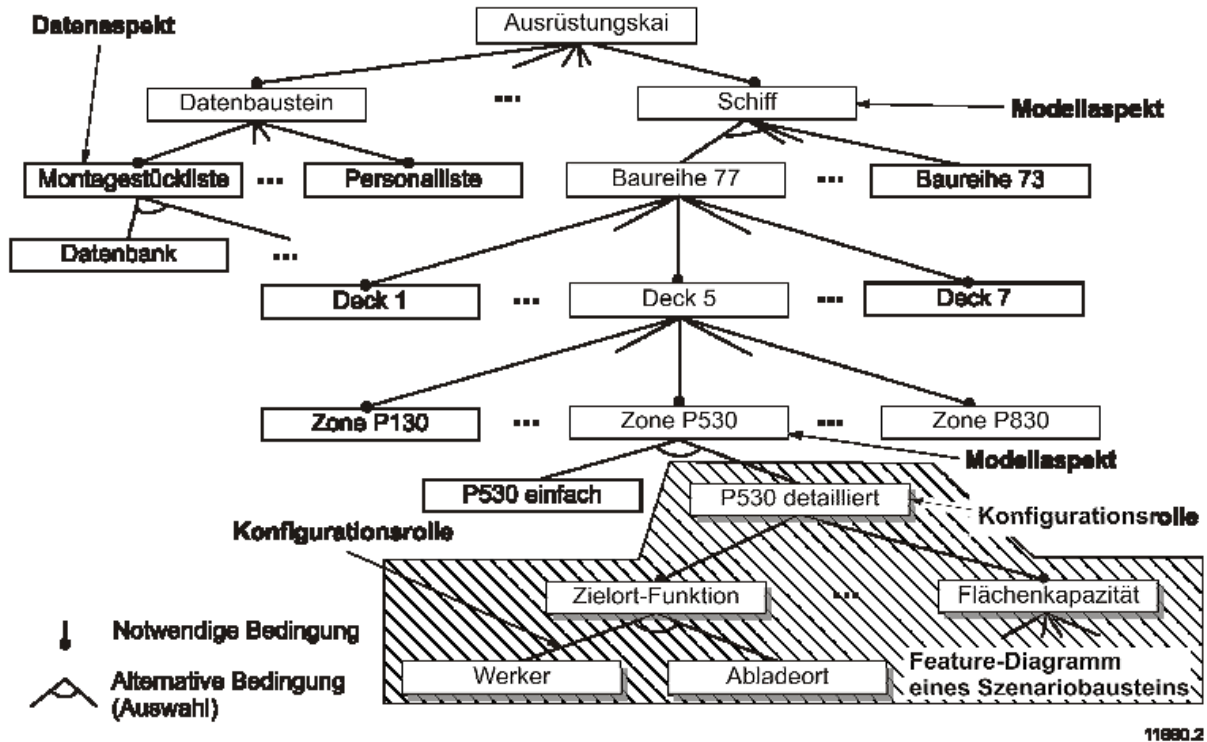 Ausrüstungskai
Datenaspekt
Datenbaustein
...
Schiff
Modellaspekt
Montagestückliste
...
Personalliste
Baureihe 77
...
Baureihe 73
Datenbank
...
Deck 1
...
Deck 5
...
Deck 7
Zone P130
...
Zone P530
...
Zone P830
Modellaspekt
P530 einfach
P530 detailliert
Konfigurationsrolle
Konfigurationsrolle
Zielort-Funktion
...
Flächenkapazität
Notwendige Bedingung
Werker
Abladeort
Feature-Diagramm
eines Szenariobausteins
Alternative Bedingung
(Auswahl)
11680.2